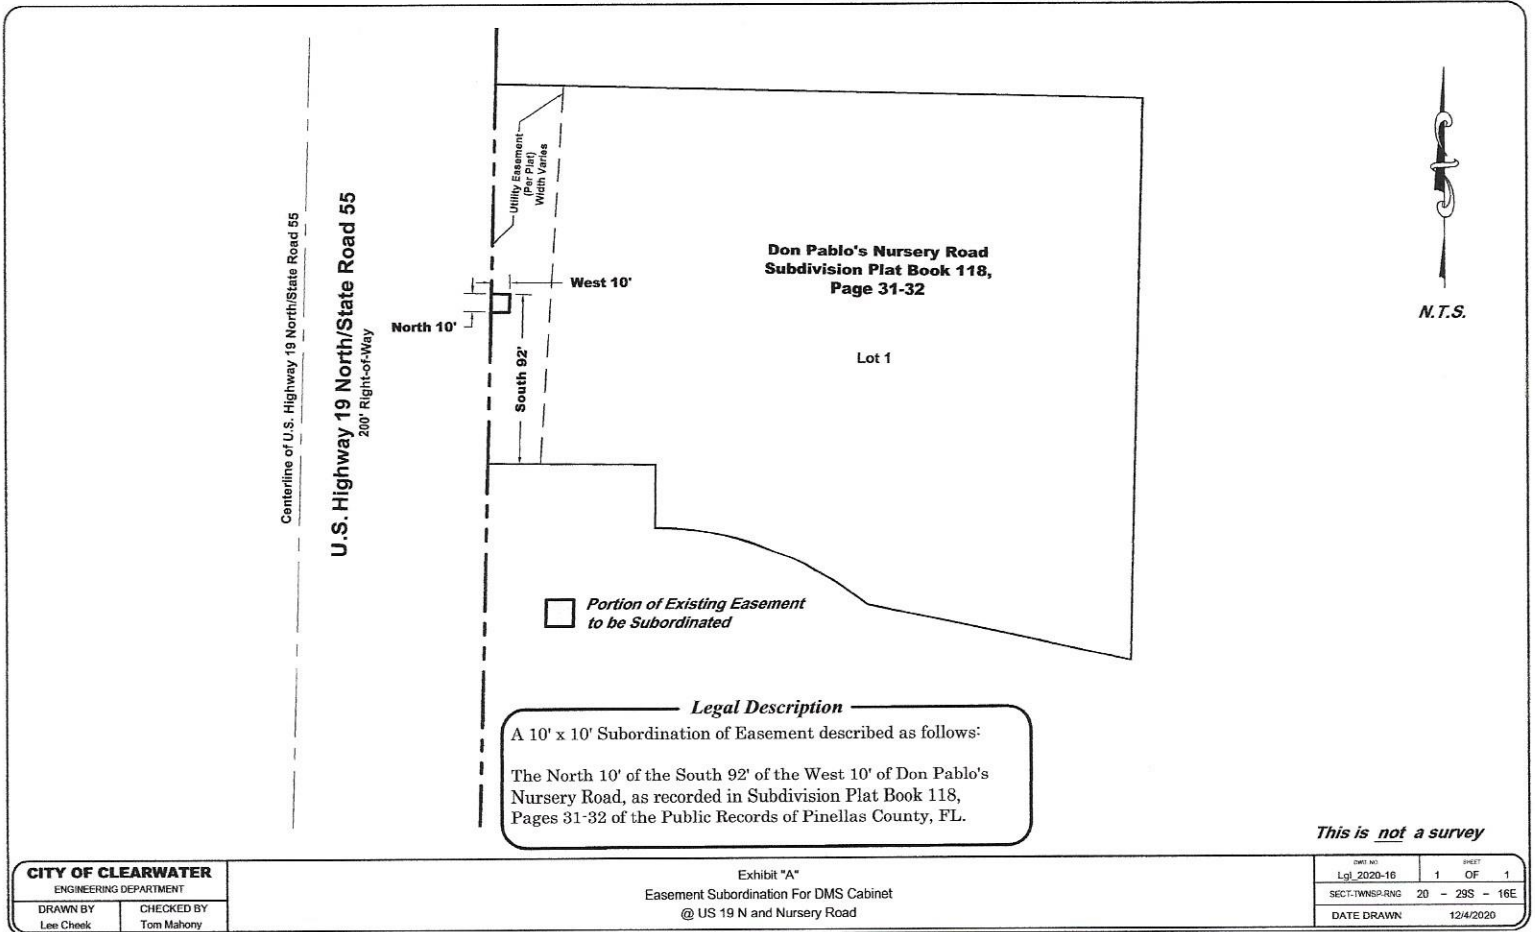 Centerline of U.S. Highway 19 North/State Road 55
U.S. Highway 19 North/State Road 55
200' Right-of-Way
Utility Easement
(Per Plat)
Width Varies
West 10'
North 10'
South 92'
Don Pablo's Nursery Road
Subdivision Plat Book 118,
Page 31-32
Lot 1
N.T.S.
Portion of Existing Easement
to be Subordinated
Legal Description
A 10' x 10' Subordination of Easement described as follows:
The North 10' of the South 92' of the West 10' of Don Pablo's
Nursery Road, as recorded in Subdivision Plat Book 118,
Pages 31-32 of the Public Records of Pinellas County, FL.
This is not a survey
CITY OF CLEARWATER
ENGINEERING DEPARTMENT
DRAWN BY
Lee Cheek
CHECKED BY
Tom Mahony
Exhibit "A"
Easement Subordination For DMS Cabinet
@ US 19 N and Nursery Road
DWG NO.
Lgl_2020-16
SHEET
1 OF 1
SECT-TWNSP-RNG
20 - 29S - 16E
DATE DRAWN
12/4/2020